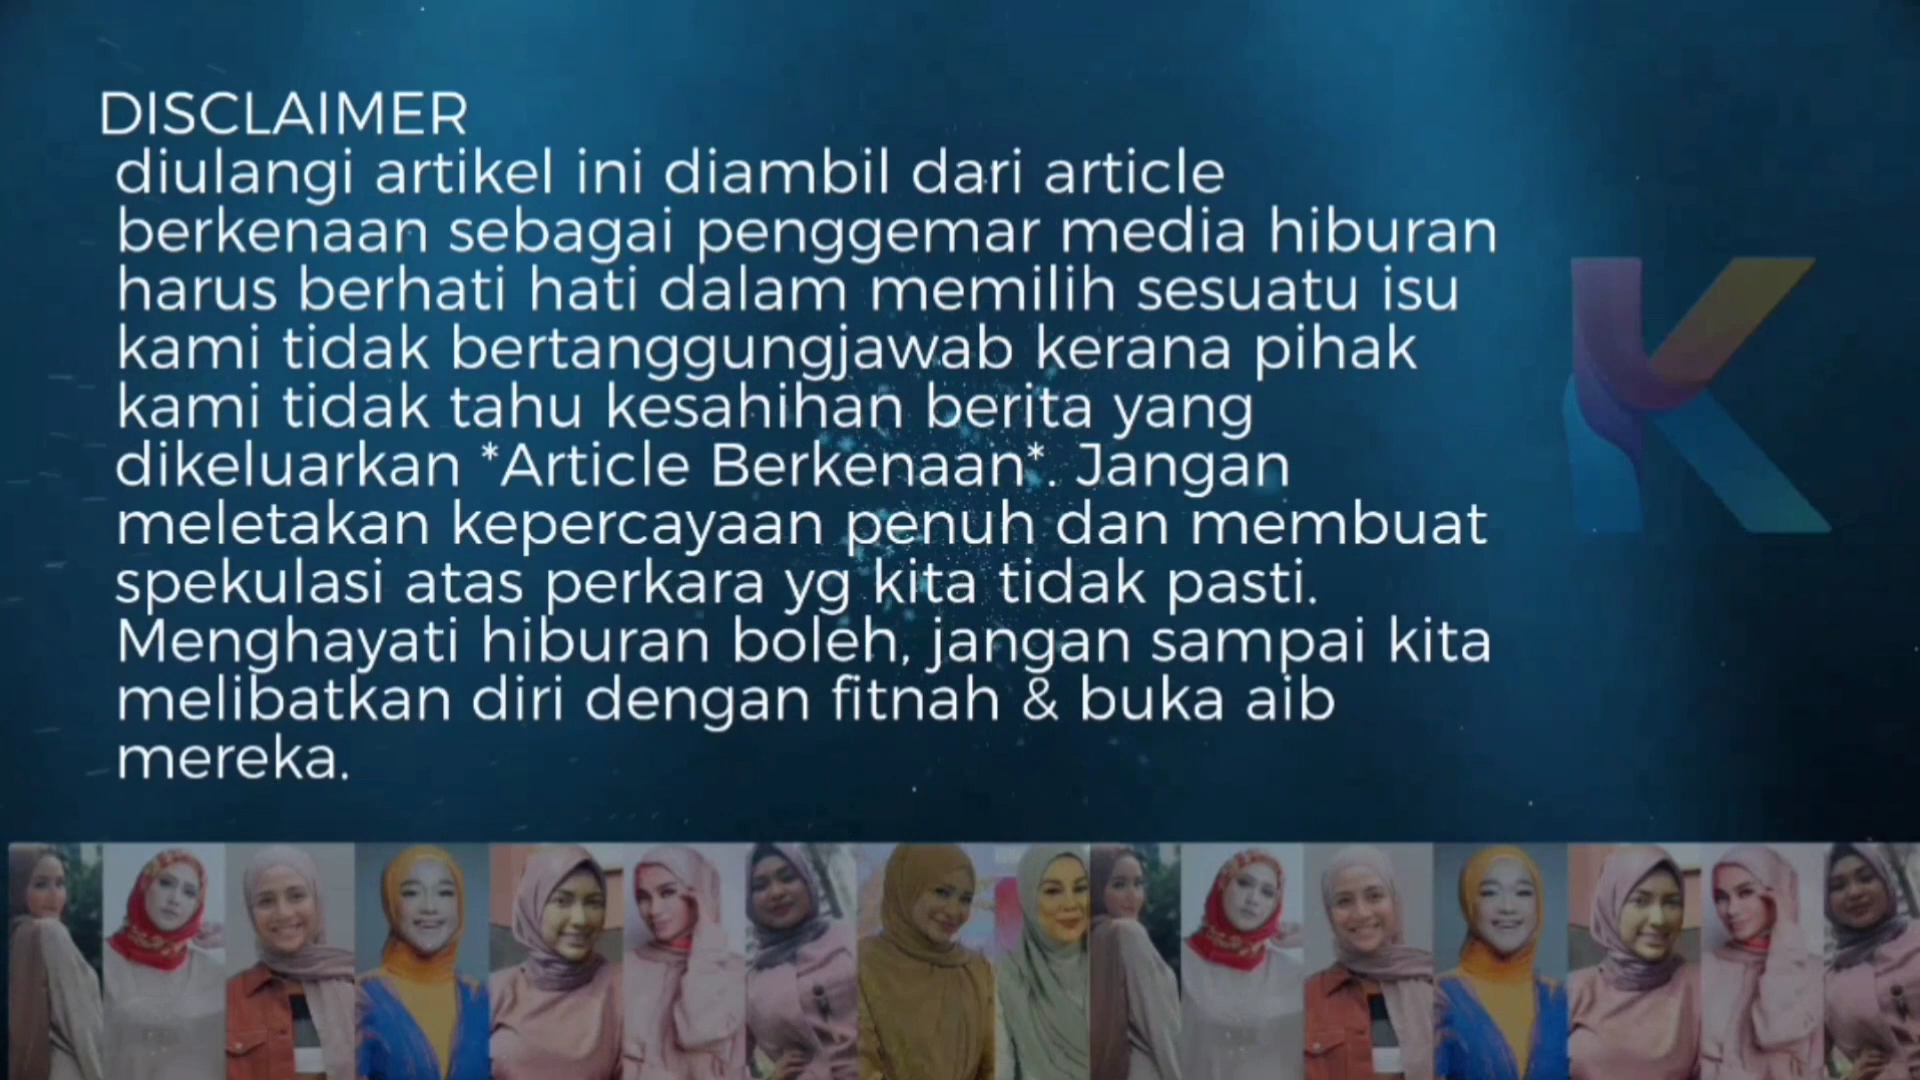 DISCLAIMER
diulangi artikel ini diambil dari article
berkenaan sebagai penggemar media hiburan
harus berhati hati dalam memilih sesuatu isu
kami tidak bertanggungjawab kerana pihak
kami tidak tahu kesahihan berita yang
dikeluarkan *Article Berkenaan*. Jangan
meletakan kepercayaan penuh dan membuat
spekulasi atas perkara yg kita tidak pasti.
Menghayati hiburan boleh, jangan sampai kita
melibatkan diri dengan fitnah & buka aib
mereka.
K